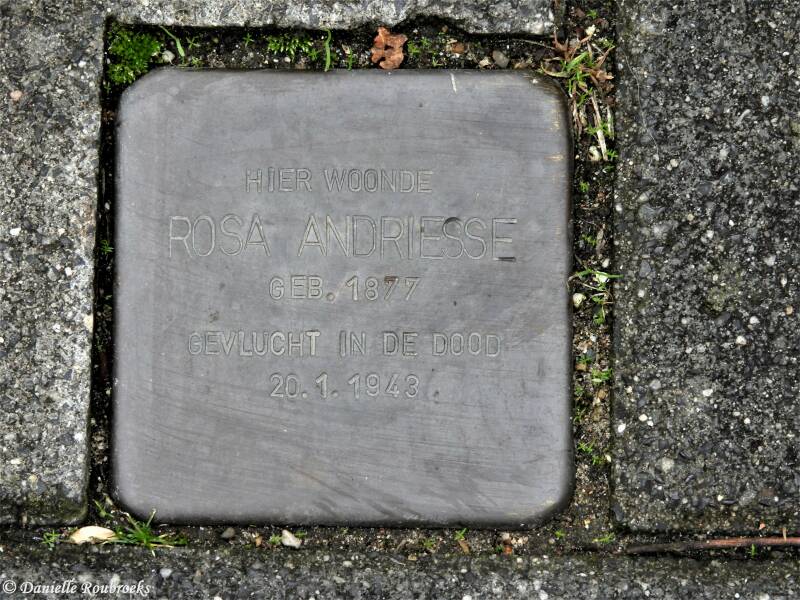 HIER WOONDE
ROSA ANDRIESSE
GEB. 1877
GEVLUCHT IN DE DOOD
20.1.1943
© Danielle Roubroeks